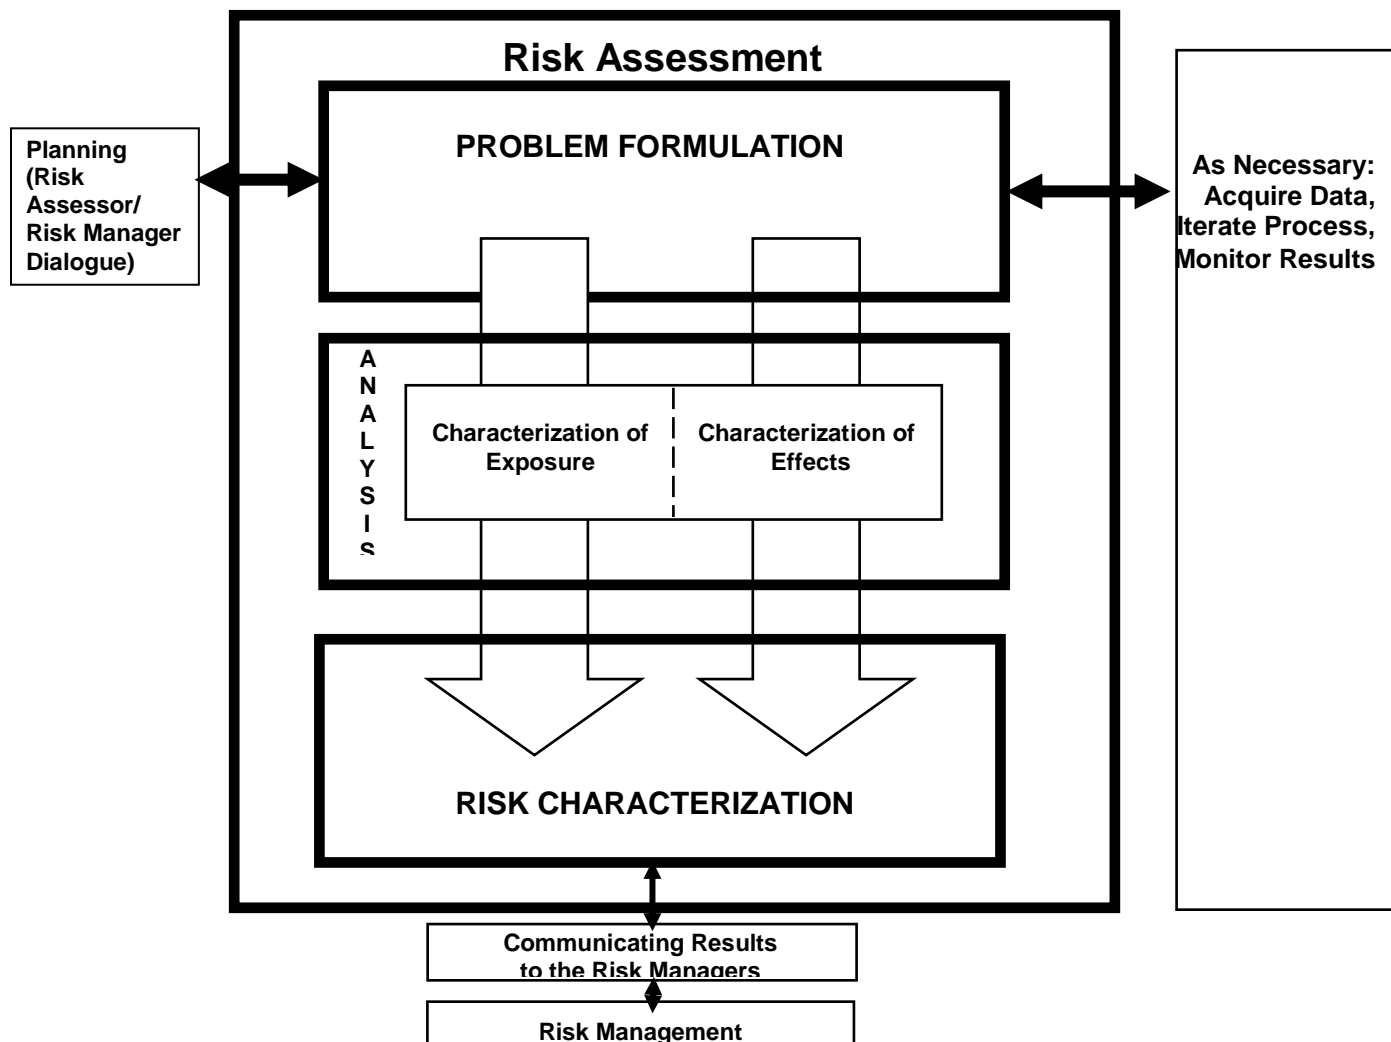 Risk Assessment
PROBLEM FORMULATION
Planning
(Risk
Assessor/
Risk Manager
Dialogue)
As Necessary:
Acquire Data,
Iterate Process,
Monitor Results
A
N
A
L
Y
S
I
S
Characterization of
Exposure
Characterization of
Effects
RISK CHARACTERIZATION
Communicating Results
to the Risk Managers
Risk Management